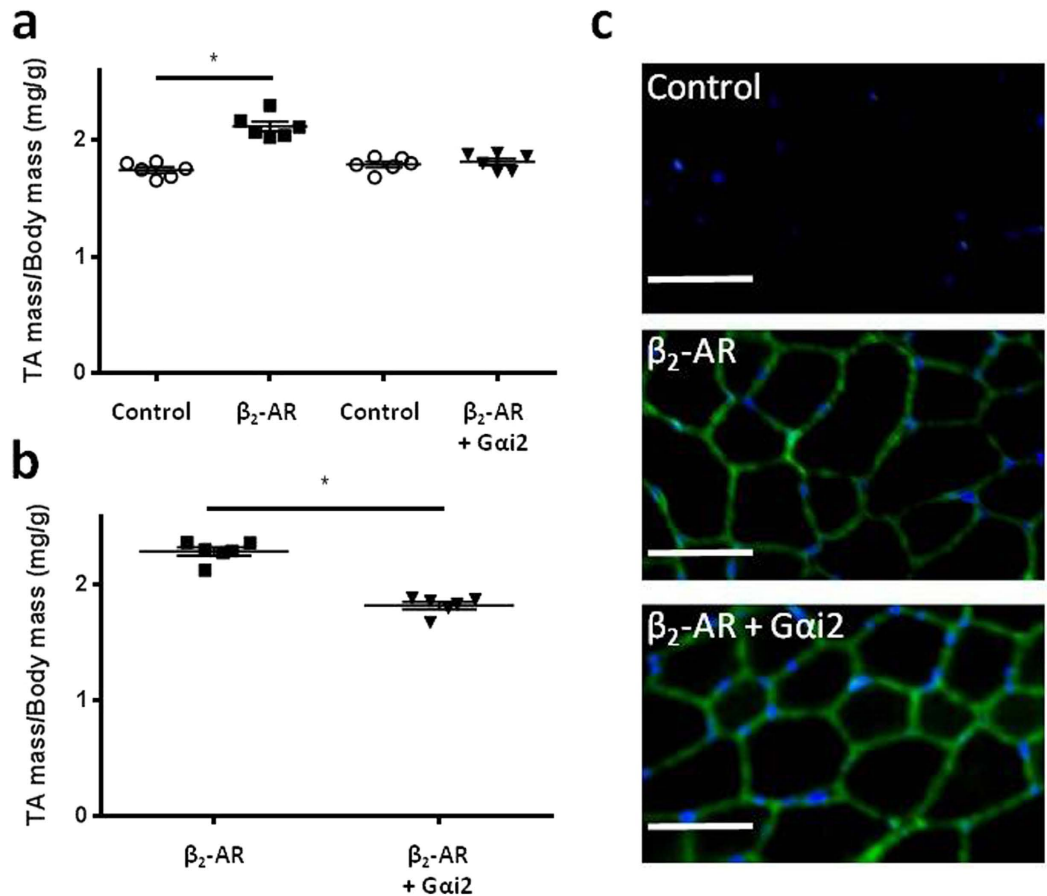 a
TA mass/Body mass (mg/g)
2
1
0
*
Control
β₂-AR
Control
β₂-AR
+ Gαi2
b
TA mass/Body mass (mg/g)
2
1
0
*
β₂-AR
β₂-AR
+ Gαi2
c
Control
β₂-AR
β₂-AR + Gαi2